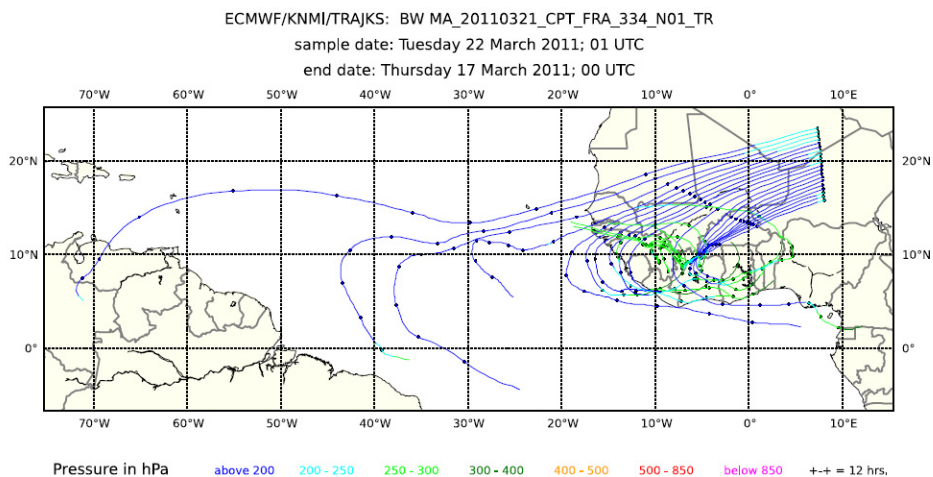 ECMWF/KNMI/TRAJKS: BW MA_20110321_CPT_FRA_334_N01_TR
sample date: Tuesday 22 March 2011; 01 UTC
end date: Thursday 17 March 2011; 00 UTC
70°W 60°W 50°W 40°W 30°W 20°W 10°W 0° 10°E
20°N 20°N
10°N 10°N
0° 0°
70°W 60°W 50°W 40°W 30°W 20°W 10°W 0° 10°E
Pressure in hPa above 200 200 - 250 250 - 300 300 - 400 400 - 500 500 - 850 below 850 +-+ = 12 hrs.